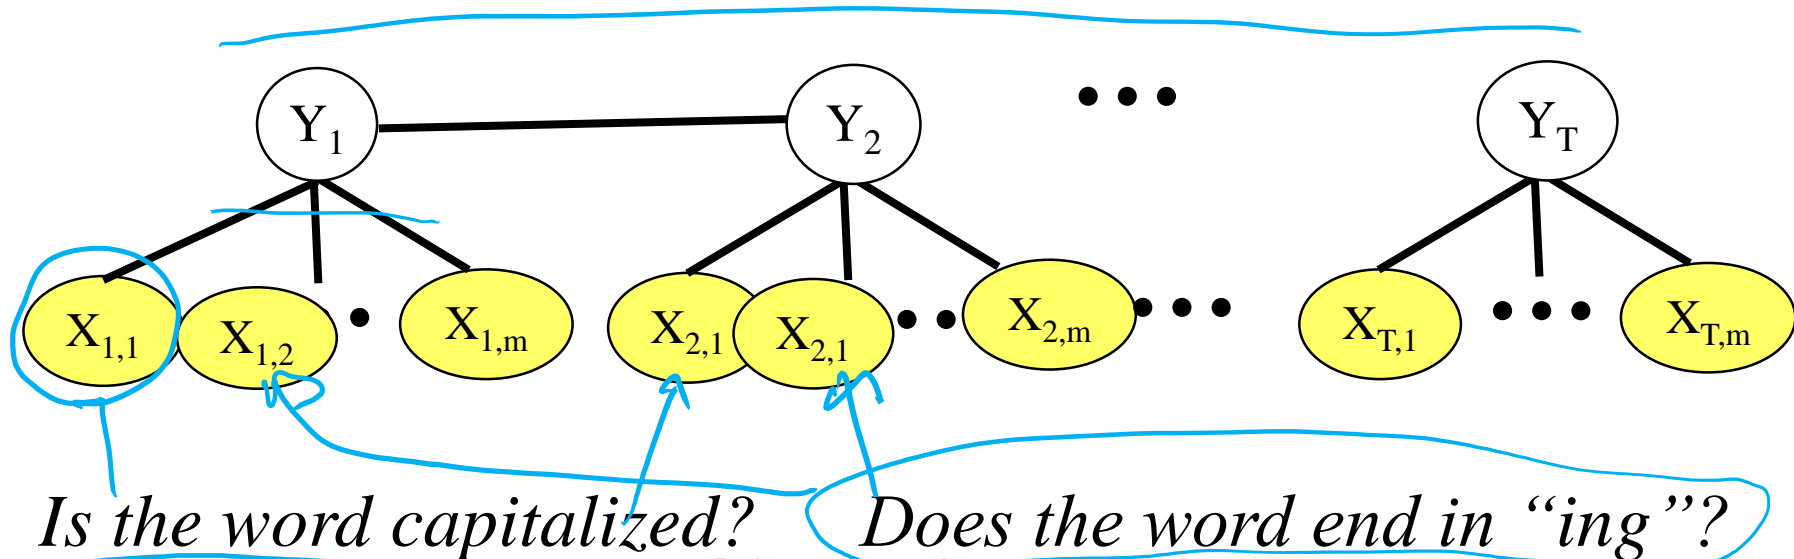 Y1 Y2 ••• YT
X1,1 X1,2 • X1,m X2,1 X2,1 •• X2,m ••• XT,1 ••• XT,m
Is the word capitalized? Does the word end in “ing”?